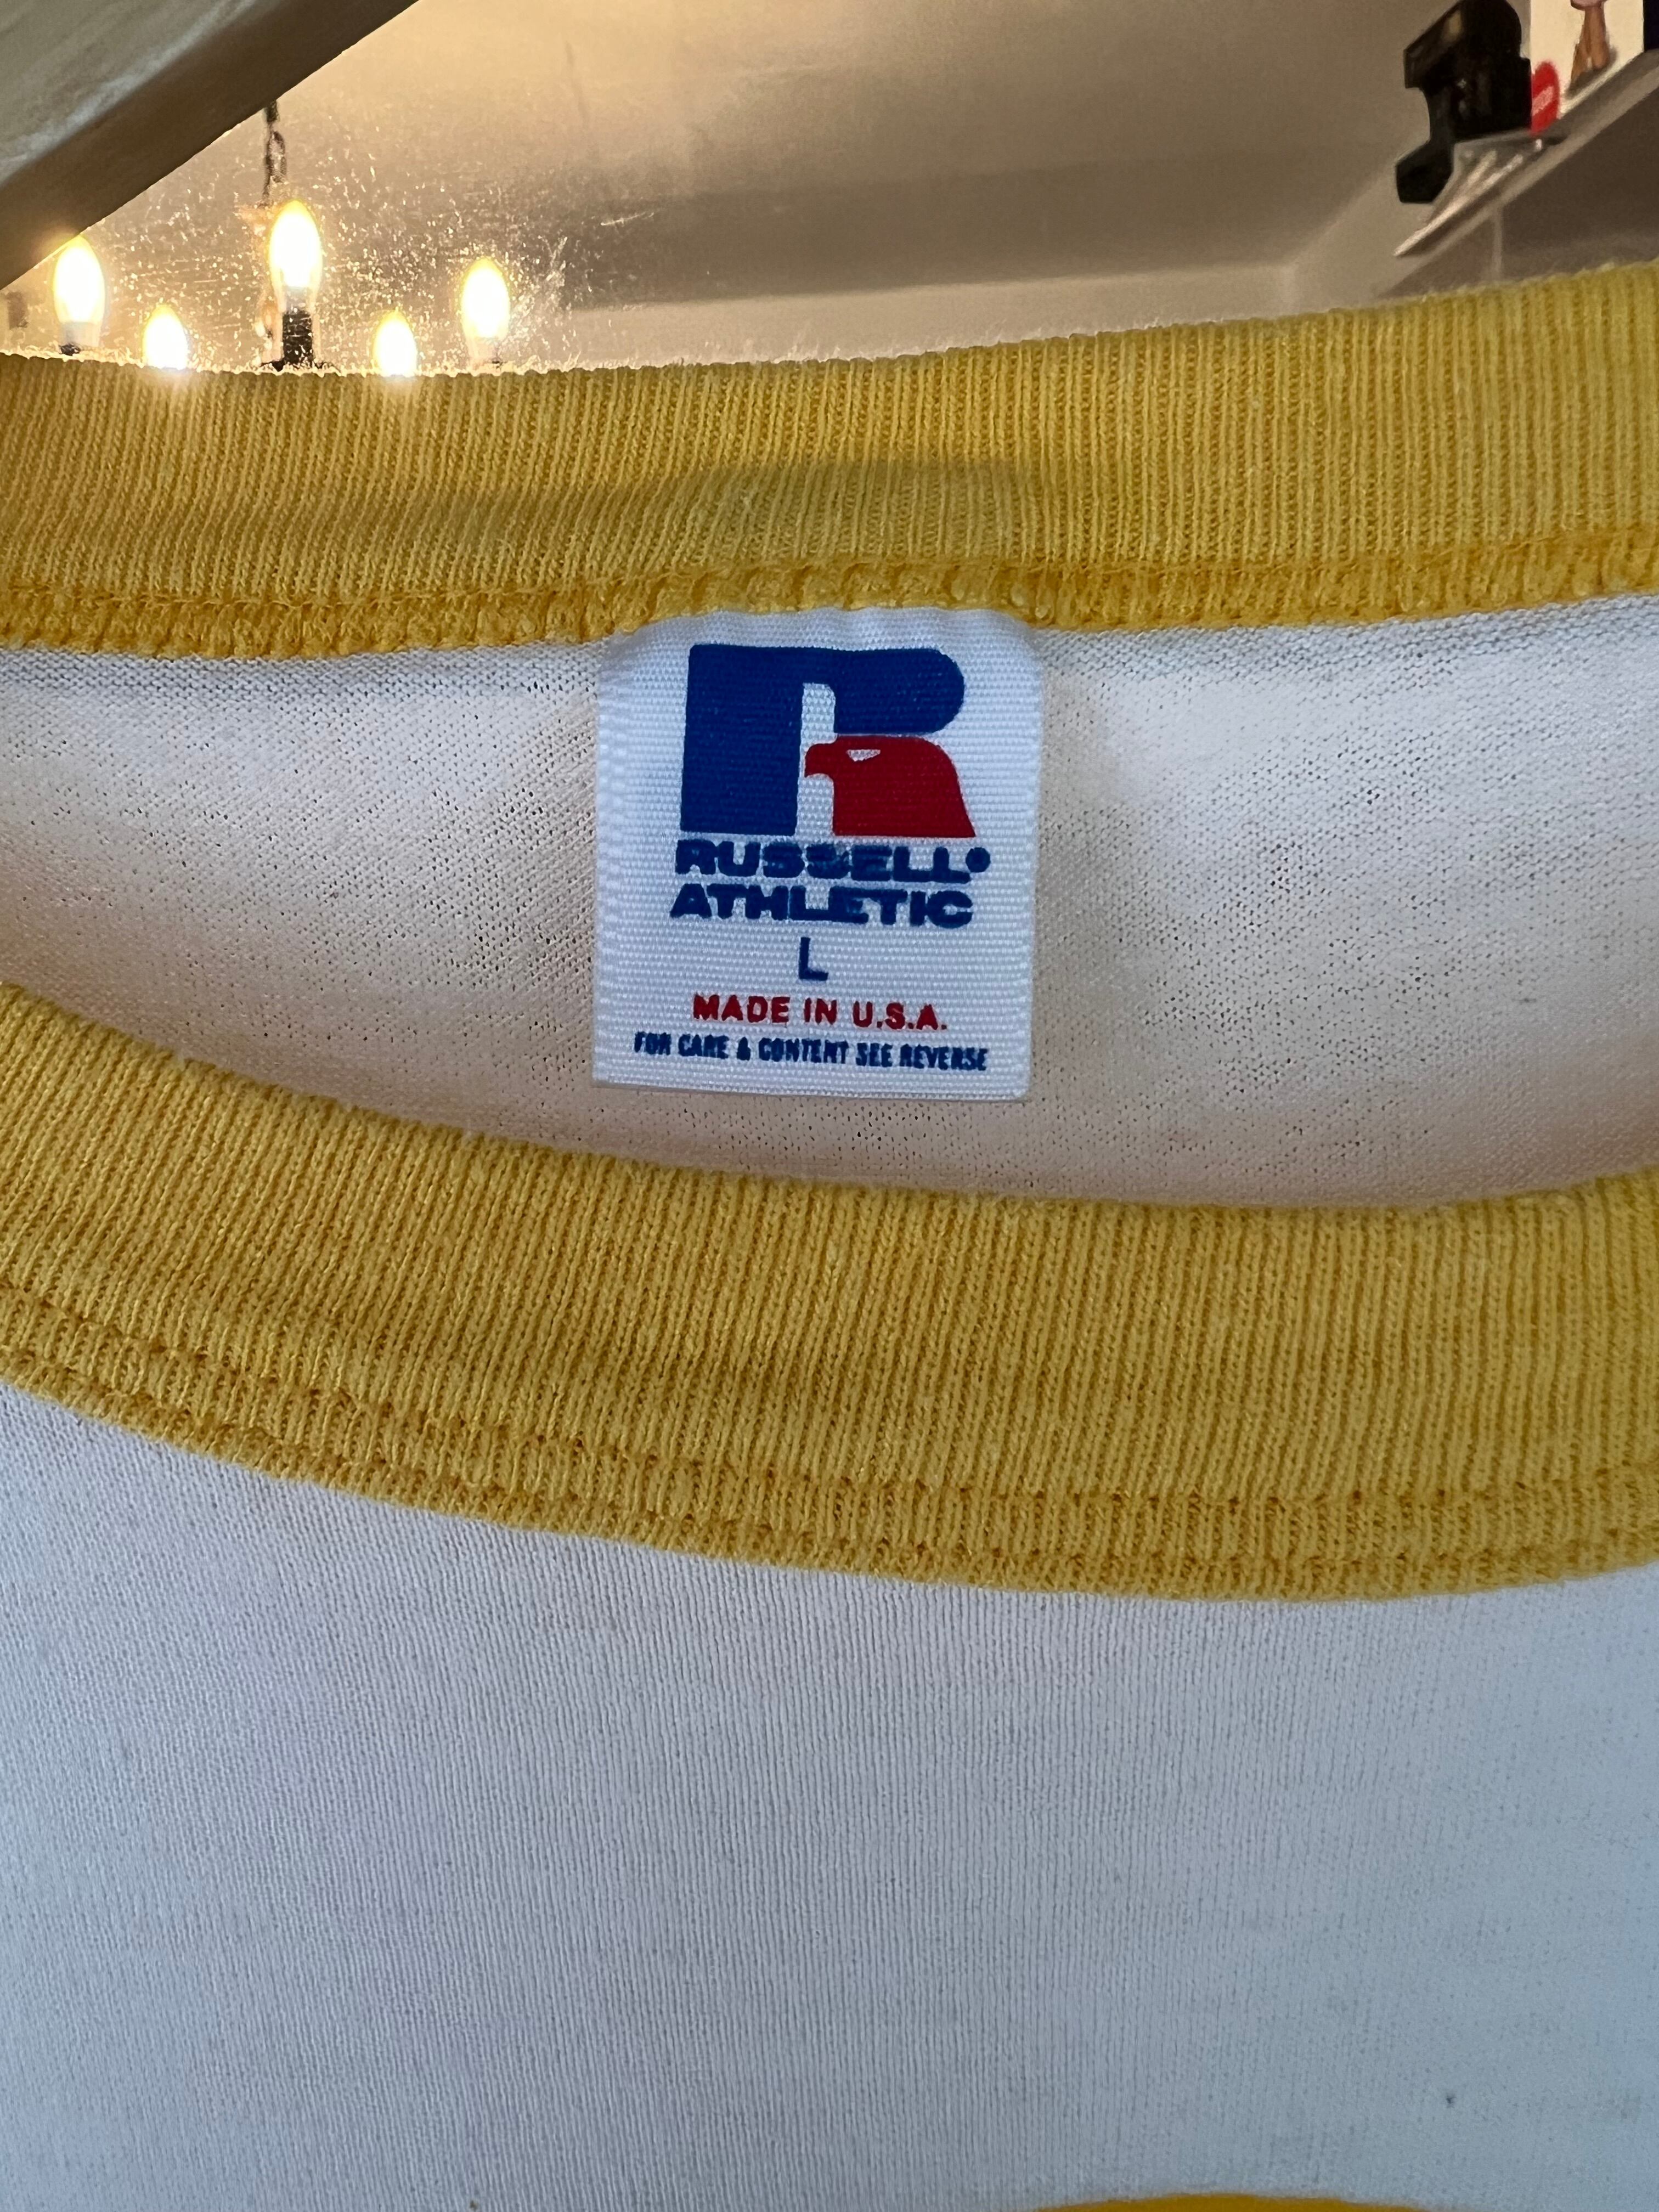 RUSSELL®
ATHLETIC
L
MADE IN U.S.A.
FOR CARE & CONTENT SEE REVERSE